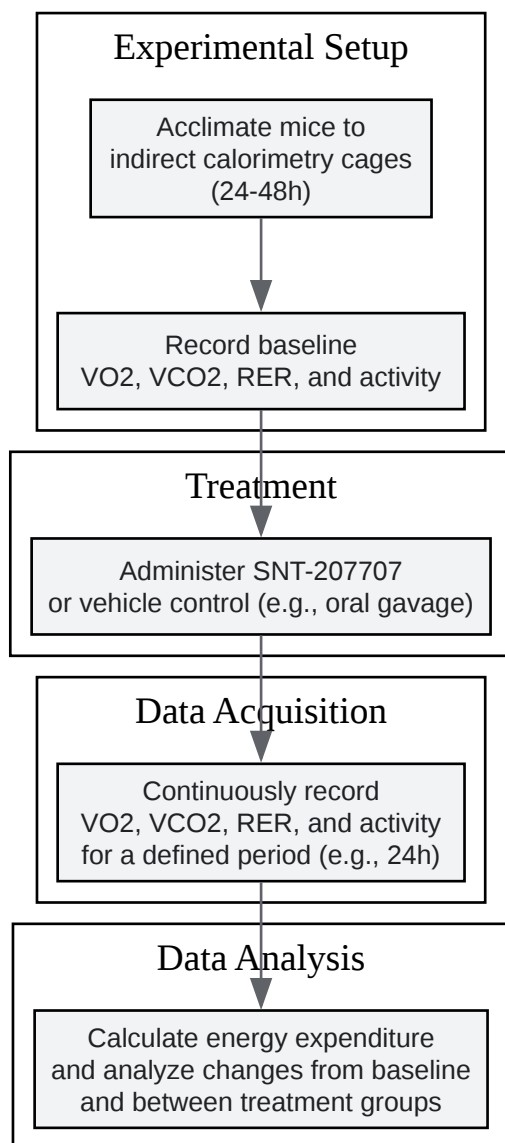 Experimental Setup
Acclimate mice to
indirect calorimetry cages
(24-48h)
Record baseline
VO2, VCO2, RER, and activity
Treatment
Administer SNT-207707
or vehicle control (e.g., oral gavage)
Data Acquisition
Continuously record
VO2, VCO2, RER, and activity
for a defined period (e.g., 24h)
Data Analysis
Calculate energy expenditure
and analyze changes from baseline
and between treatment groups